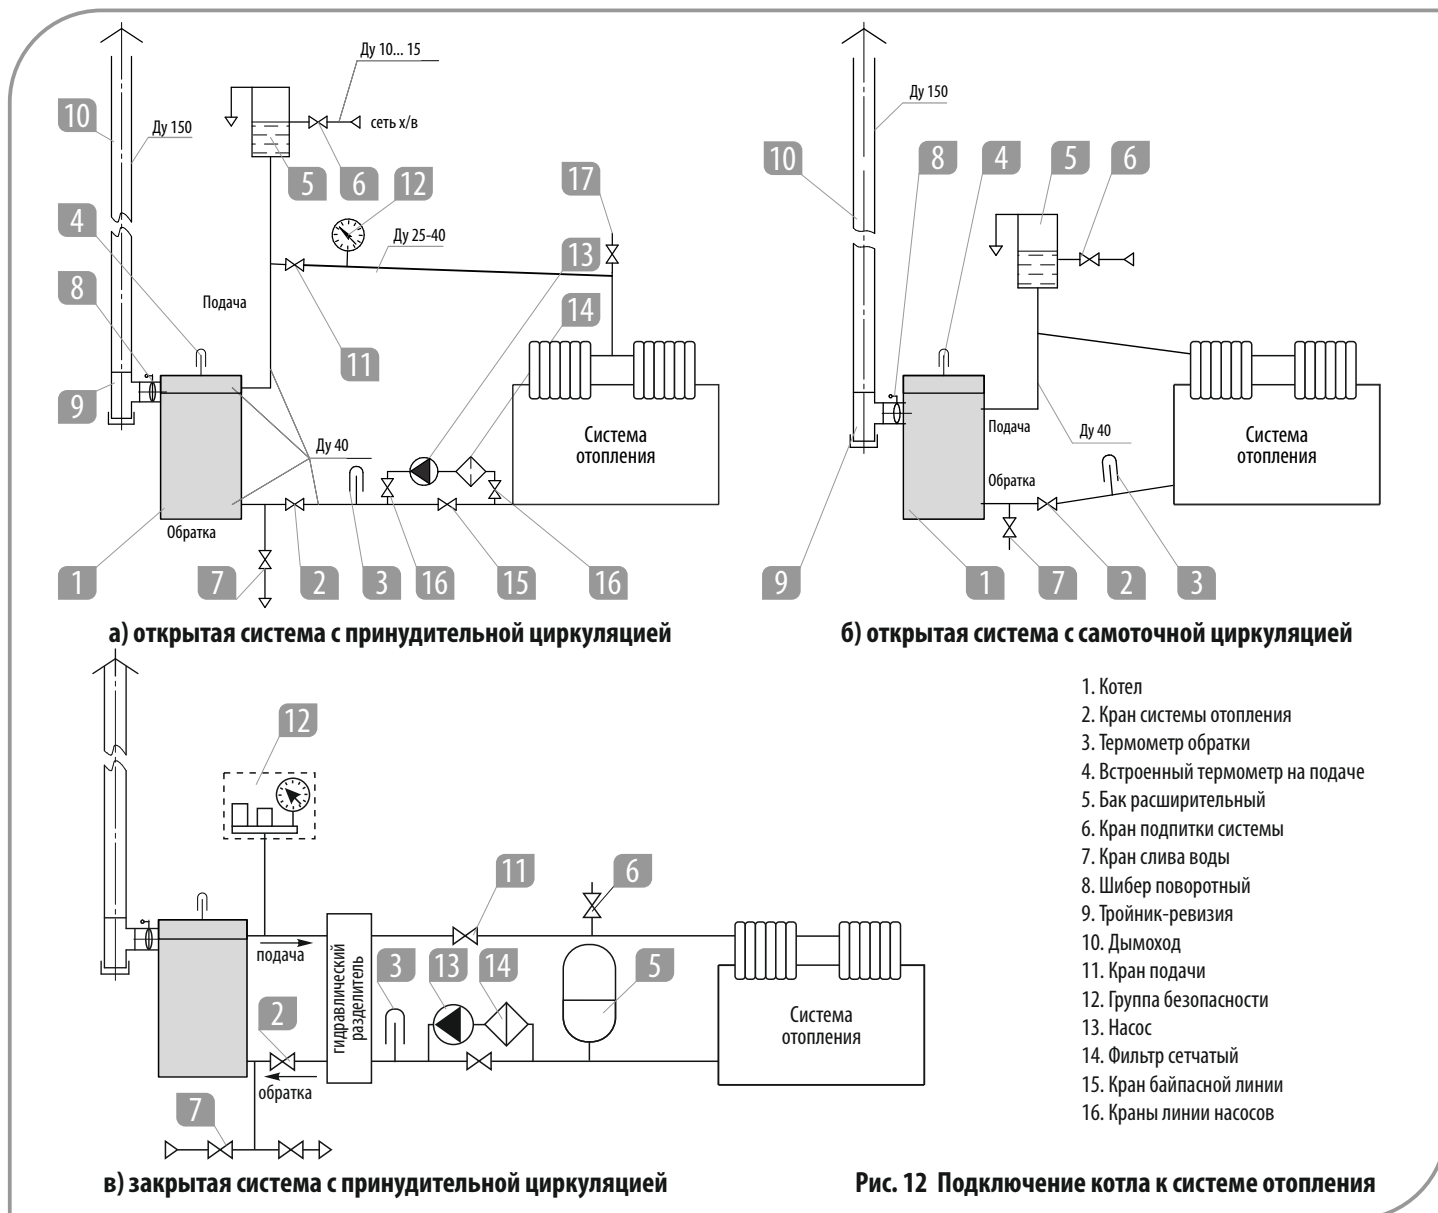 Ду 10... 15
10
Ду 150
сеть х/в
5
6
12
17
4
Ду 25-40
13
8
Подача
14
11
9
Ду 40
Система
отопления
Обратка
1
7
2
3
16
15
16
а) открытая система с принудительной циркуляцией
Ду 150
10
8
4
5
6
Подача
Ду 40
Система
отопления
Обратка
9
1
7
2
3
б) открытая система с самоточной циркуляцией
12
11
6
подача
гидравлический
разделитель
3
13
14
5
2
Система
отопления
обратка
7
в) закрытая система с принудительной циркуляцией
1. Котел
2. Кран системы отопления
3. Термометр обратки
4. Встроенный термометр на подаче
5. Бак расширительный
6. Кран подпитки системы
7. Кран слива воды
8. Шибер поворотный
9. Тройник-ревизия
10. Дымоход
11. Кран подачи
12. Группа безопасности
13. Насос
14. Фильтр сетчатый
15. Кран байпасной линии
16. Краны линии насосов
Рис. 12 Подключение котла к системе отопления